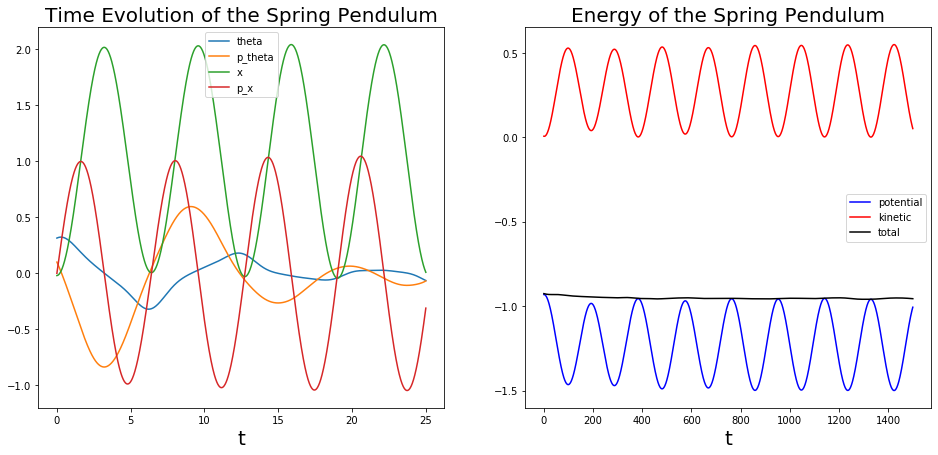 Time Evolution of the Spring Pendulum
theta
p_theta
x
p_x
2.0
1.5
1.0
0.5
0.0
−0.5
−1.0
0
5
10
15
20
25
t
Energy of the Spring Pendulum
0.5
0.0
−0.5
−1.0
−1.5
potential
kinetic
total
0
200
400
600
800
1000
1200
1400
t